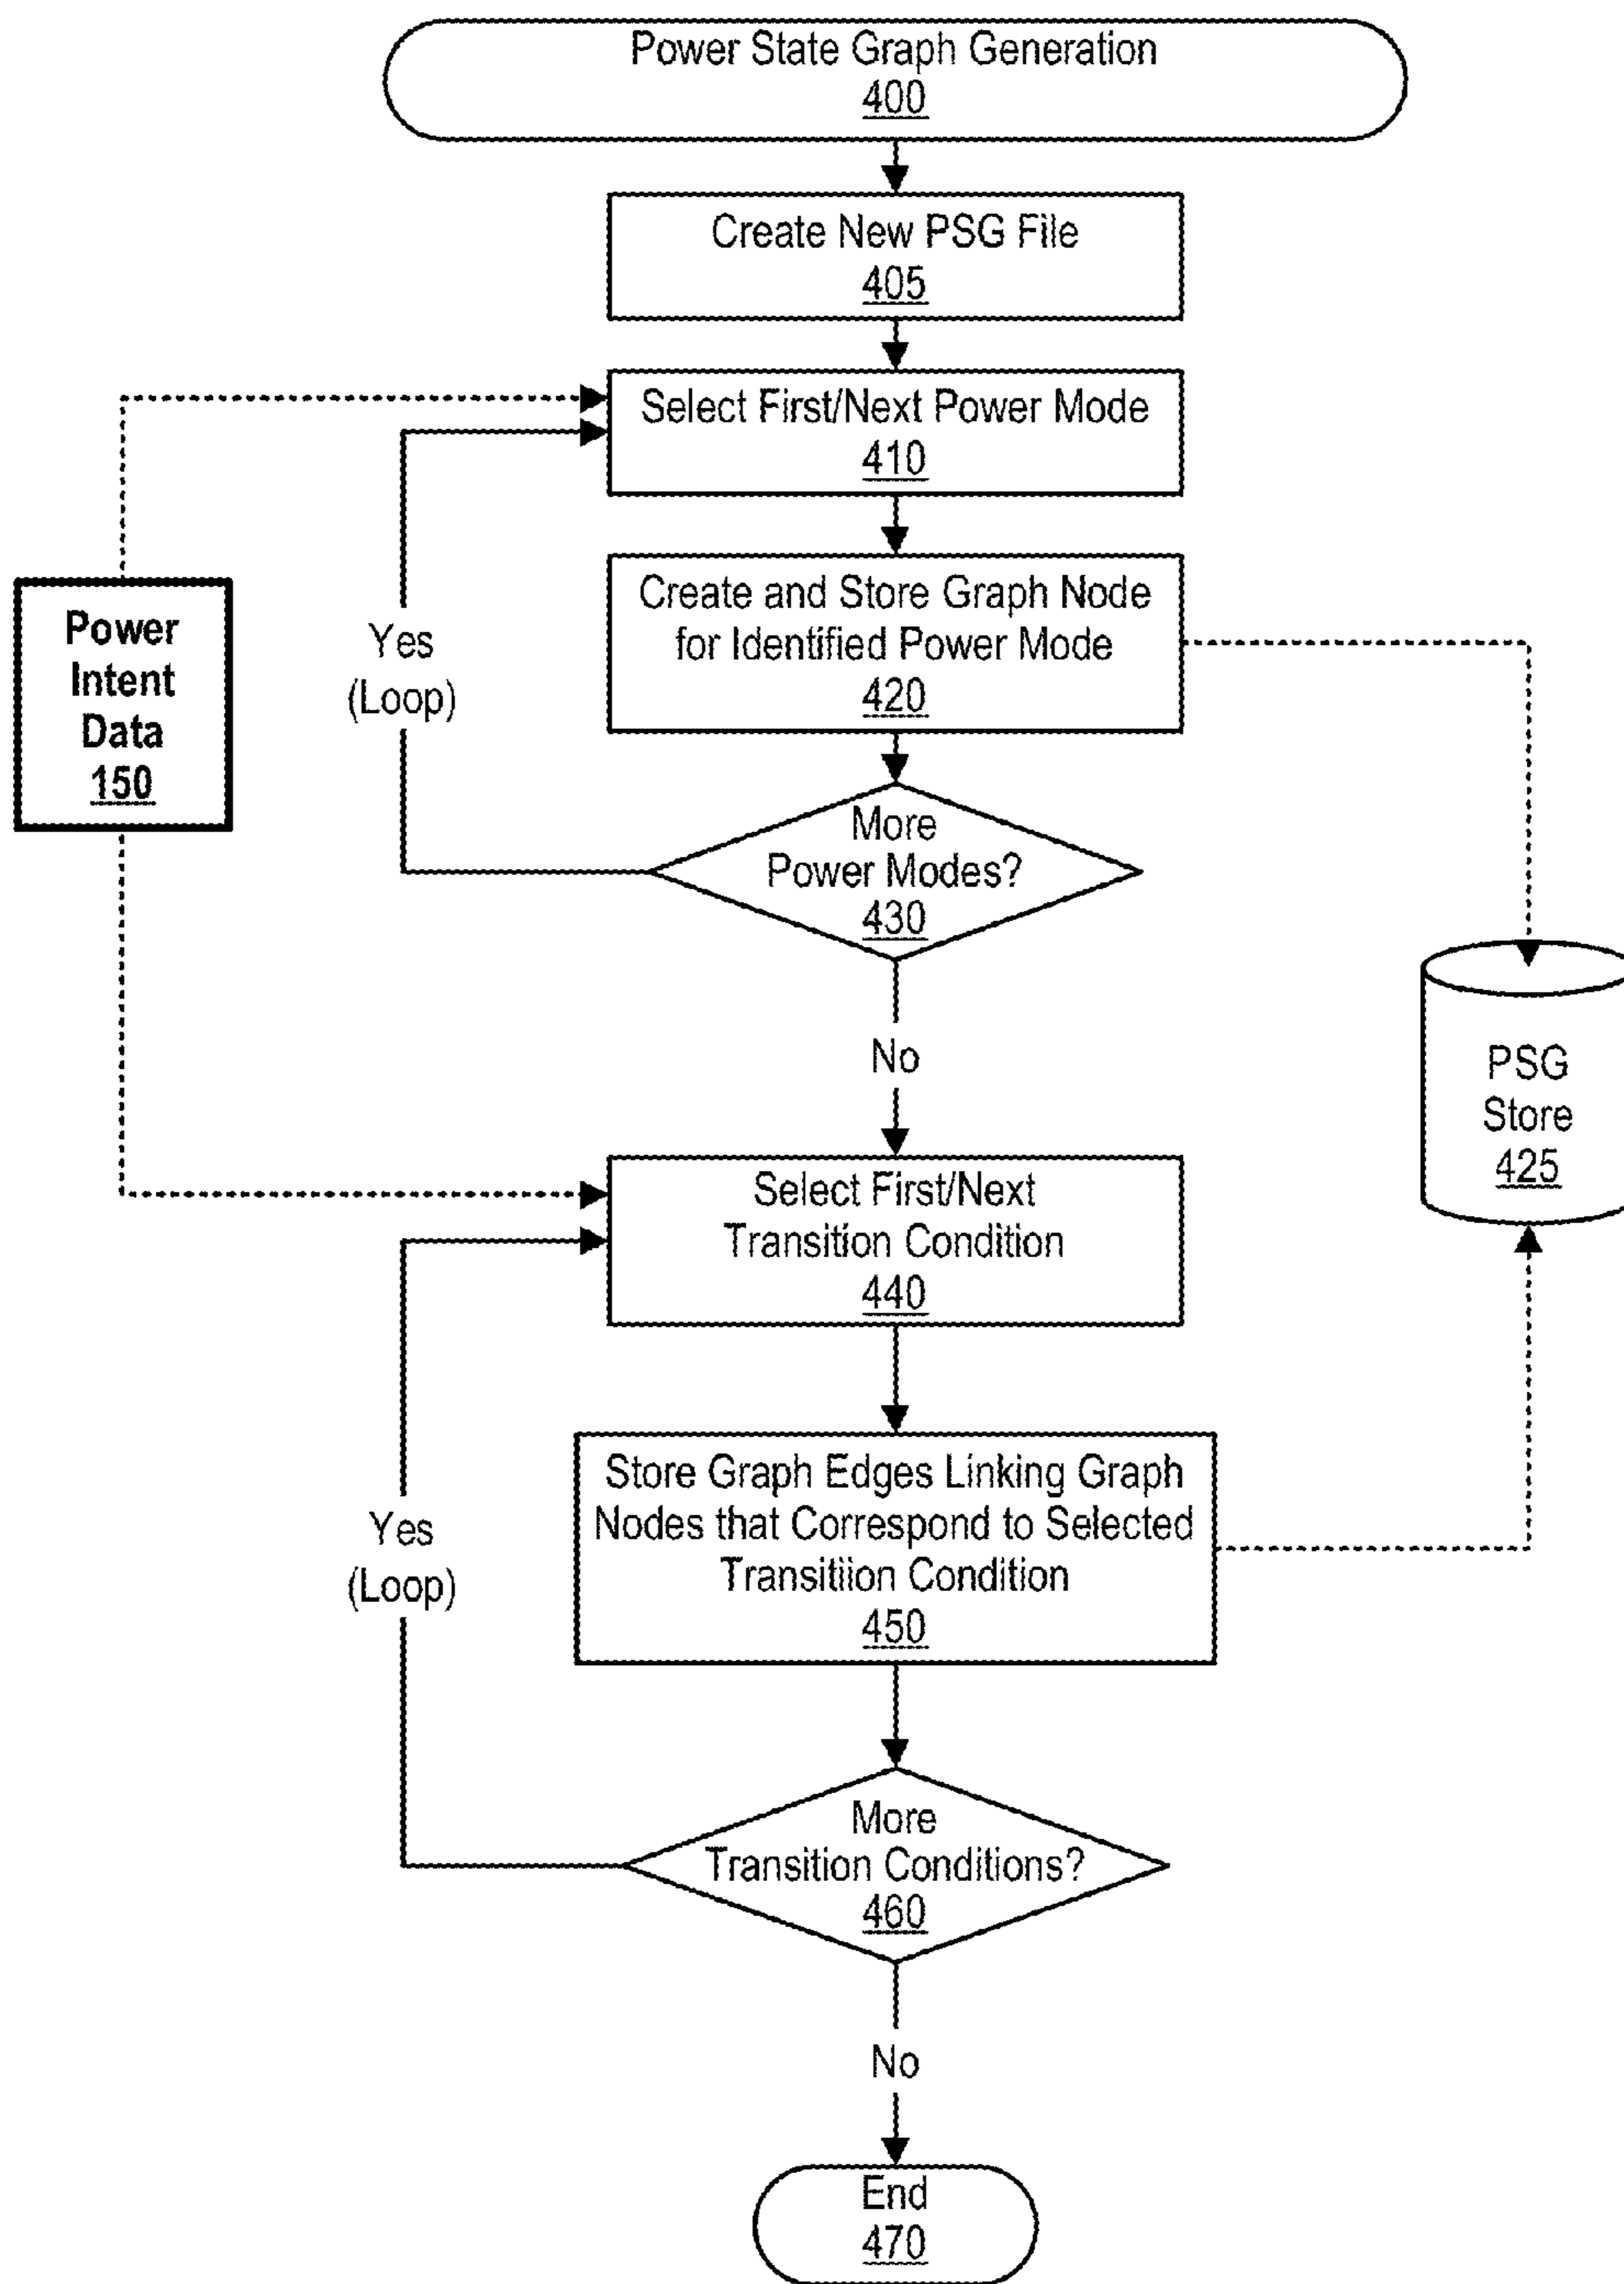 Power State Graph Generation
400
Create New PSG File
405
Select First/Next Power Mode
410
Create and Store Graph Node
for Identified Power Mode
420
Yes
(Loop)
Power
Intent
Data
150
More
Power Modes?
430
No
PSG
Store
425
Select First/Next
Transition Condition
440
Store Graph Edges Linking Graph
Nodes that Correspond to Selected
Transitiion Condition
450
Yes
(Loop)
More
Transition Conditions?
460
No
End
470